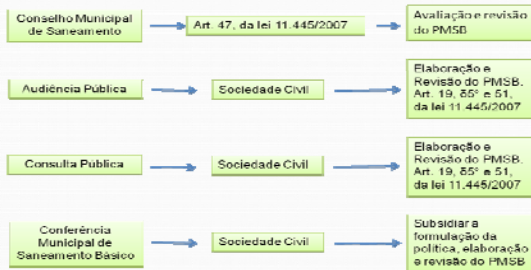 Conselho Municipal
de Saneamento
Art. 47, da lei 11.445/2007
Avaliação e revisão
do PMSB
Audiência Pública
Sociedade Civil
Elaboração e
Revisão do PMSB.
Art. 19, §5° e 51,
da lei 11.445/2007
Consulta Pública
Sociedade Civil
Elaboração e
Revisão do PMSB.
Art. 19, §5° e 51,
da lei 11.445/2007
Conferência
Municipal de
Saneamento Básico
Sociedade Civil
Subsidiar a
formulação da
política, elaboração
e revisão do PMSB